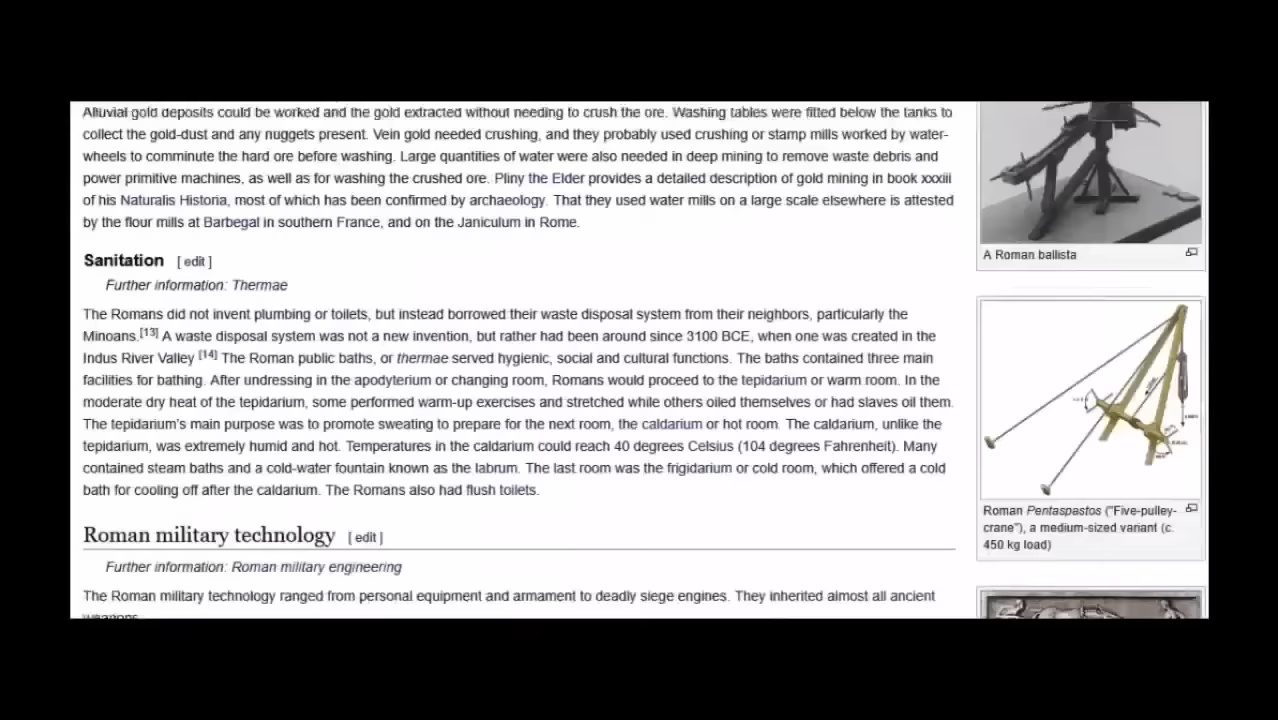 Alluvial gold deposits could be worked and the gold extracted without needing to crush the ore. Washing tables were fitted below the tanks to
collect the gold-dust and any nuggets present. Vein gold needed crushing, and they probably used crushing or stamp mills worked by water-
wheels to comminute the hard ore before washing. Large quantities of water were also needed in deep mining to remove waste debris and
power primitive machines, as well as for washing the crushed ore. Pliny the Elder provides a detailed description of gold mining in book xxxiii
of his Naturalis Historia, most of which has been confirmed by archaeology. That they used water mills on a large scale elsewhere is attested
by the flour mills at Barbegal in southern France, and on the Janiculum in Rome.
Sanitation [ edit ]
Further information: Thermae
The Romans did not invent plumbing or toilets, but instead borrowed their waste disposal system from their neighbors, particularly the
Minoans.[13] A waste disposal system was not a new invention, but rather had been around since 3100 BCE, when one was created in the
Indus River Valley [14] The Roman public baths, or thermae served hygienic, social and cultural functions. The baths contained three main
facilities for bathing. After undressing in the apodyterium or changing room, Romans would proceed to the tepidarium or warm room. In the
moderate dry heat of the tepidarium, some performed warm-up exercises and stretched while others oiled themselves or had slaves oil them.
The tepidarium's main purpose was to promote sweating to prepare for the next room, the caldarium or hot room. The caldarium, unlike the
tepidarium, was extremely humid and hot. Temperatures in the caldarium could reach 40 degrees Celsius (104 degrees Fahrenheit). Many
contained steam baths and a cold-water fountain known as the labrum. The last room was the frigidarium or cold room, which offered a cold
bath for cooling off after the caldarium. The Romans also had flush toilets.
Roman military technology [ edit ]
Further information: Roman military engineering
The Roman military technology ranged from personal equipment and armament to deadly siege engines. They inherited almost all ancient
weapons.
A Roman ballista
Roman Pentaspastos ("Five-pulley-
crane"), a medium-sized variant (c.
450 kg load)